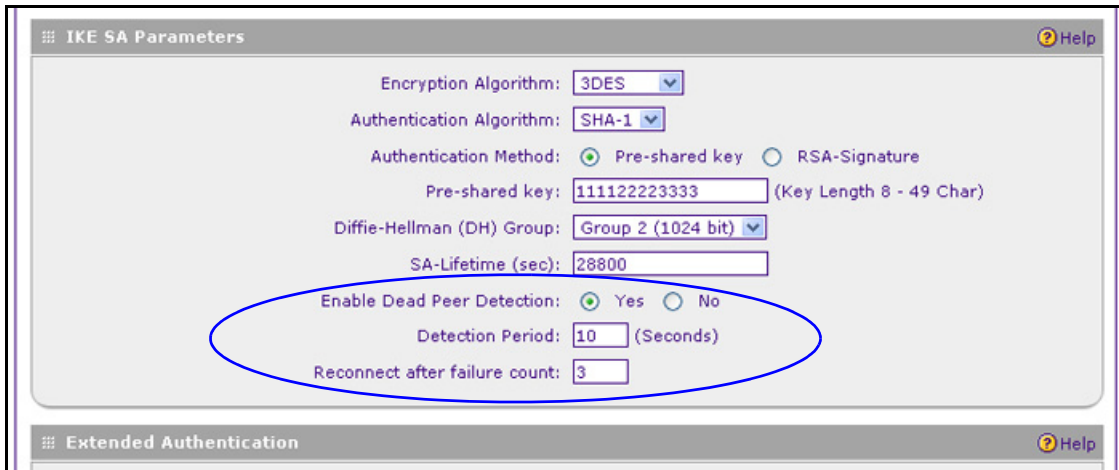 IKE SA Parameters Help
Encryption Algorithm: 3DES
Authentication Algorithm: SHA-1
Authentication Method: Pre-shared key RSA-Signature
Pre-shared key: 111122223333 (Key Length 8 - 49 Char)
Diffie-Hellman (DH) Group: Group 2 (1024 bit)
SA-Lifetime (sec): 28800
Enable Dead Peer Detection: Yes No
Detection Period: 10 (Seconds)
Reconnect after failure count: 3
Extended Authentication Help